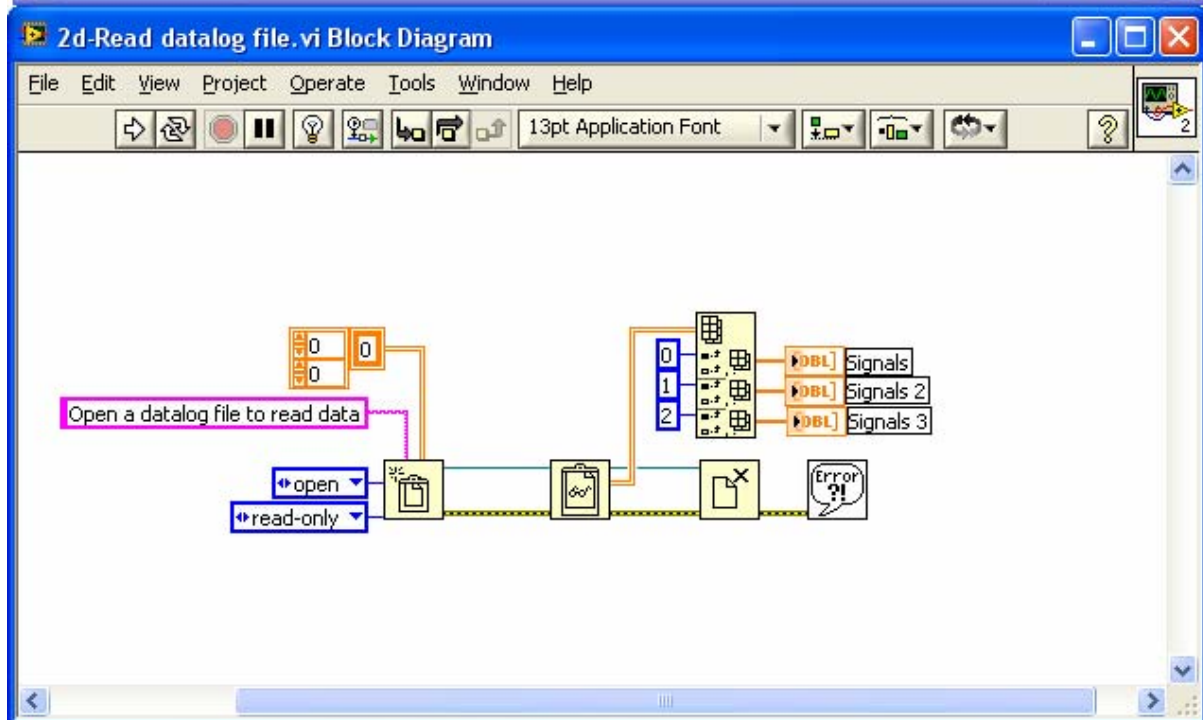 2d-Read datalog file.vi Block Diagram
File Edit View Project Operate Tools Window Help
13pt Application Font
2
0
0
0
Open a datalog file to read data
open
read-only
0
1
2
DBL
DBL
DBL
Signals
Signals 2
Signals 3
Error
?!